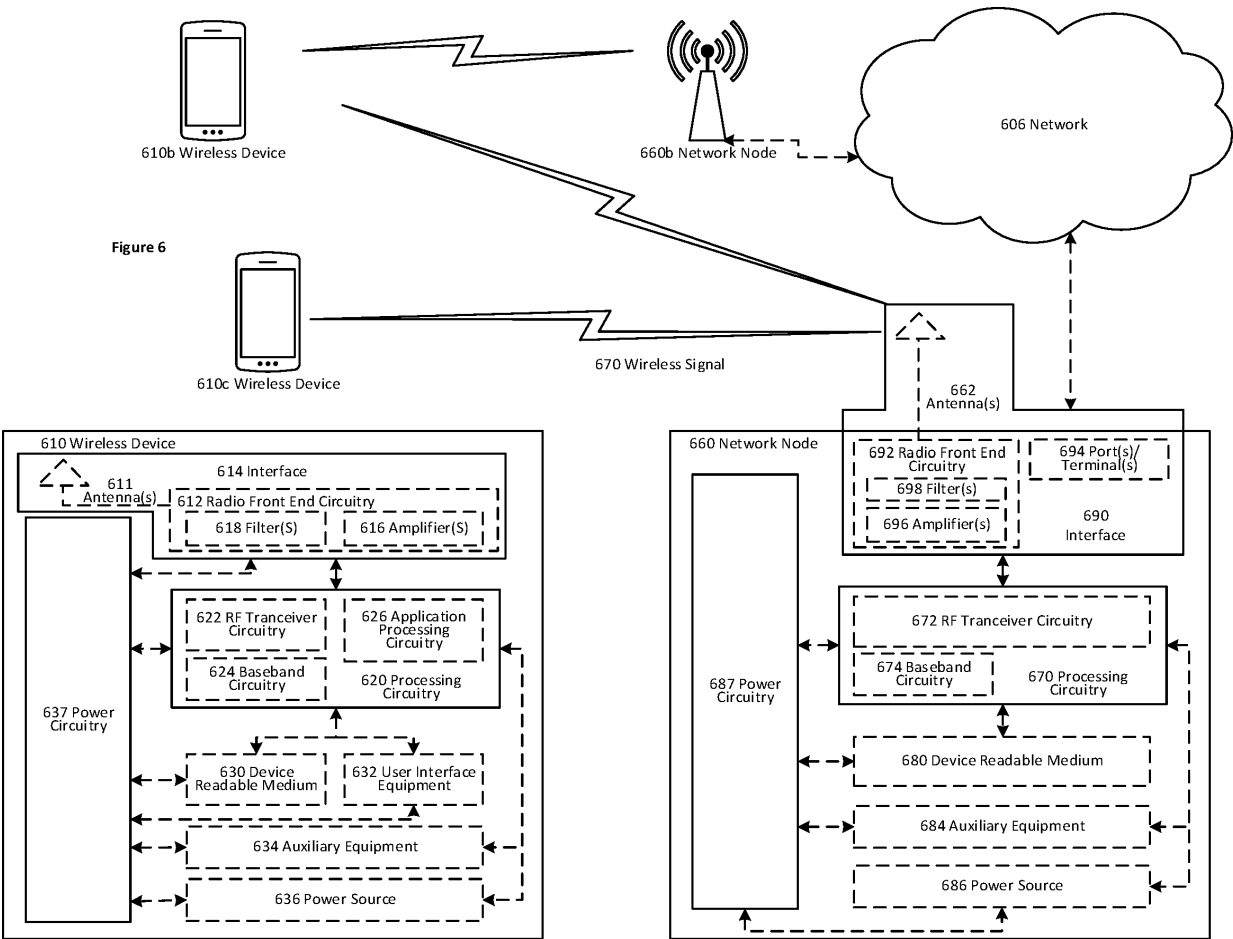 606 Network
610b Wireless Device
660b Network Node
Figure 6
670 Wireless Signal
610c Wireless Device
662
Antenna(s)
610 Wireless Device
614 Interface
611
Antenna(s)
612 Radio Front End Circuitry
618 Filter(S)
616 Amplifier(S)
622 RF Tranceiver
Circuitry
626 Application
Processing
Circuitry
624 Baseband
Circuitry
620 Processing
Circuitry
637 Power
Circuitry
630 Device
Readable Medium
632 User Interface
Equipment
634 Auxiliary Equipment
636 Power Source
660 Network Node
692 Radio Front End
Circuitry
694 Port(s)/
Terminal(s)
698 Filter(s)
696 Amplifier(s)
690
Interface
672 RF Tranceiver Circuitry
674 Baseband
Circuitry
670 Processing
Circuitry
687 Power
Circuitry
680 Device Readable Medium
684 Auxiliary Equipment
686 Power Source